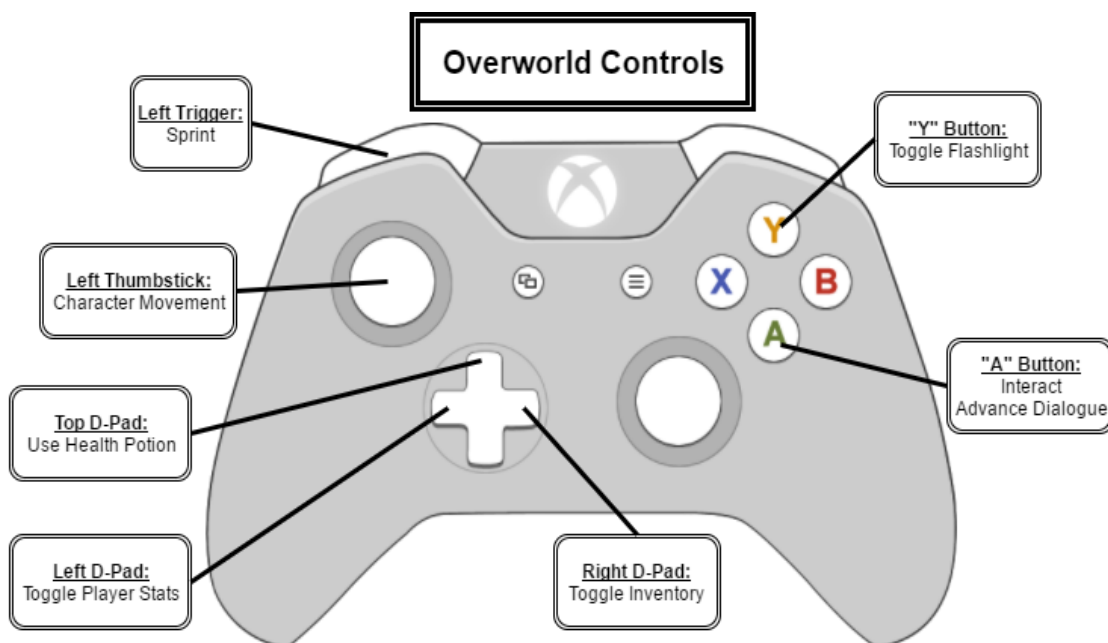 Overworld Controls
Left Trigger:
Sprint
"Y" Button:
Toggle Flashlight
Left Thumbstick:
Character Movement
Y
X
B
A
"A" Button:
Interact
Advance Dialogue
Top D-Pad:
Use Health Potion
Left D-Pad:
Toggle Player Stats
Right D-Pad:
Toggle Inventory